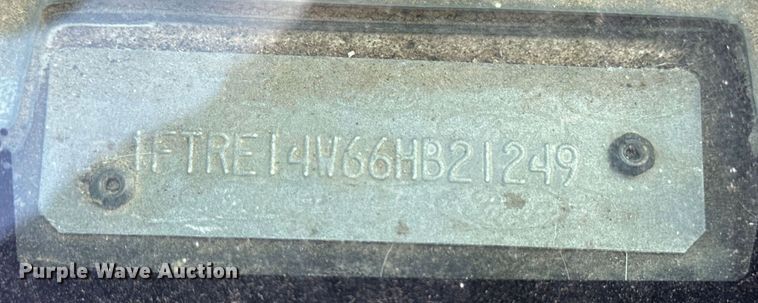 1FTRE14W66HB21249
Purple Wave Auction